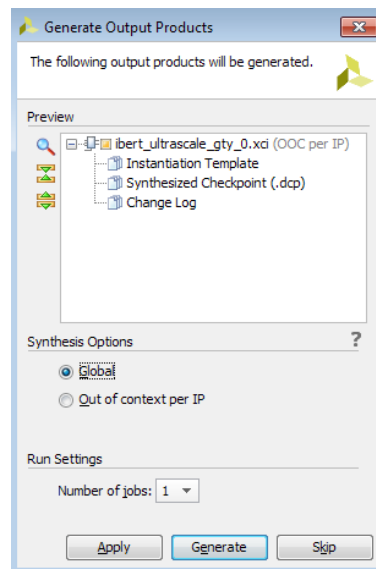 Generate Output Products
The following output products will be generated.
Preview
ibert_ultrascale_gty_0.xci (OOC per IP)
Instantiation Template
Synthesized Checkpoint (.dcp)
Change Log
Synthesis Options ?
Global
Out of context per IP
Run Settings
Number of jobs: 1
Apply Generate Skip